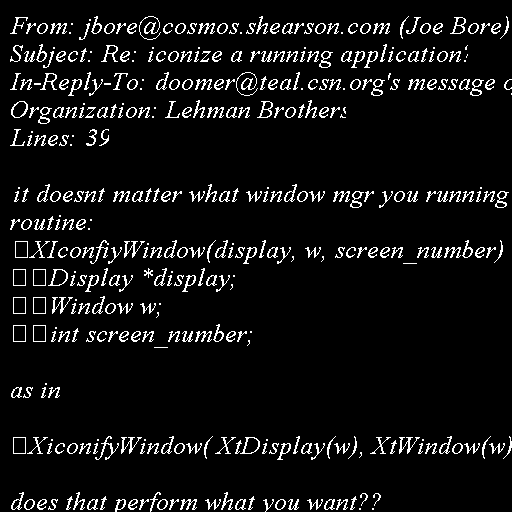 From: jbore@cosmos.shearson.com (Joe Bore)
Subject: Re: iconize a running application?
In-Reply-To: doomer@teal.csn.org's message o
Organization: Lehman Brothers
Lines: 39

it doesnt matter what window mgr you running
routine:
□XIconfiyWindow(display, w, screen_number)
□□Display *display;
□□Window w;
□□int screen_number;

as in

□XiconifyWindow( XtDisplay(w), XtWindow(w)

does that perform what you want??